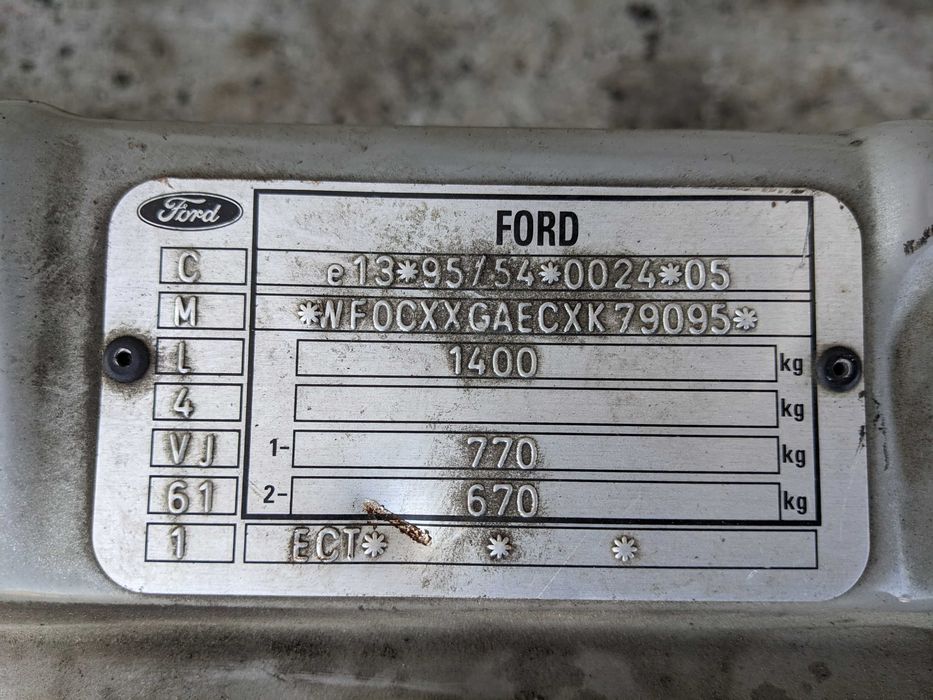 Ford
FORD
C e13*95/54*0024*05
M *WF0CXXGAECXK79095*
L 1400 kg
4 kg
VJ 1- 770 kg
61 2- 670 kg
1 ECT* * *